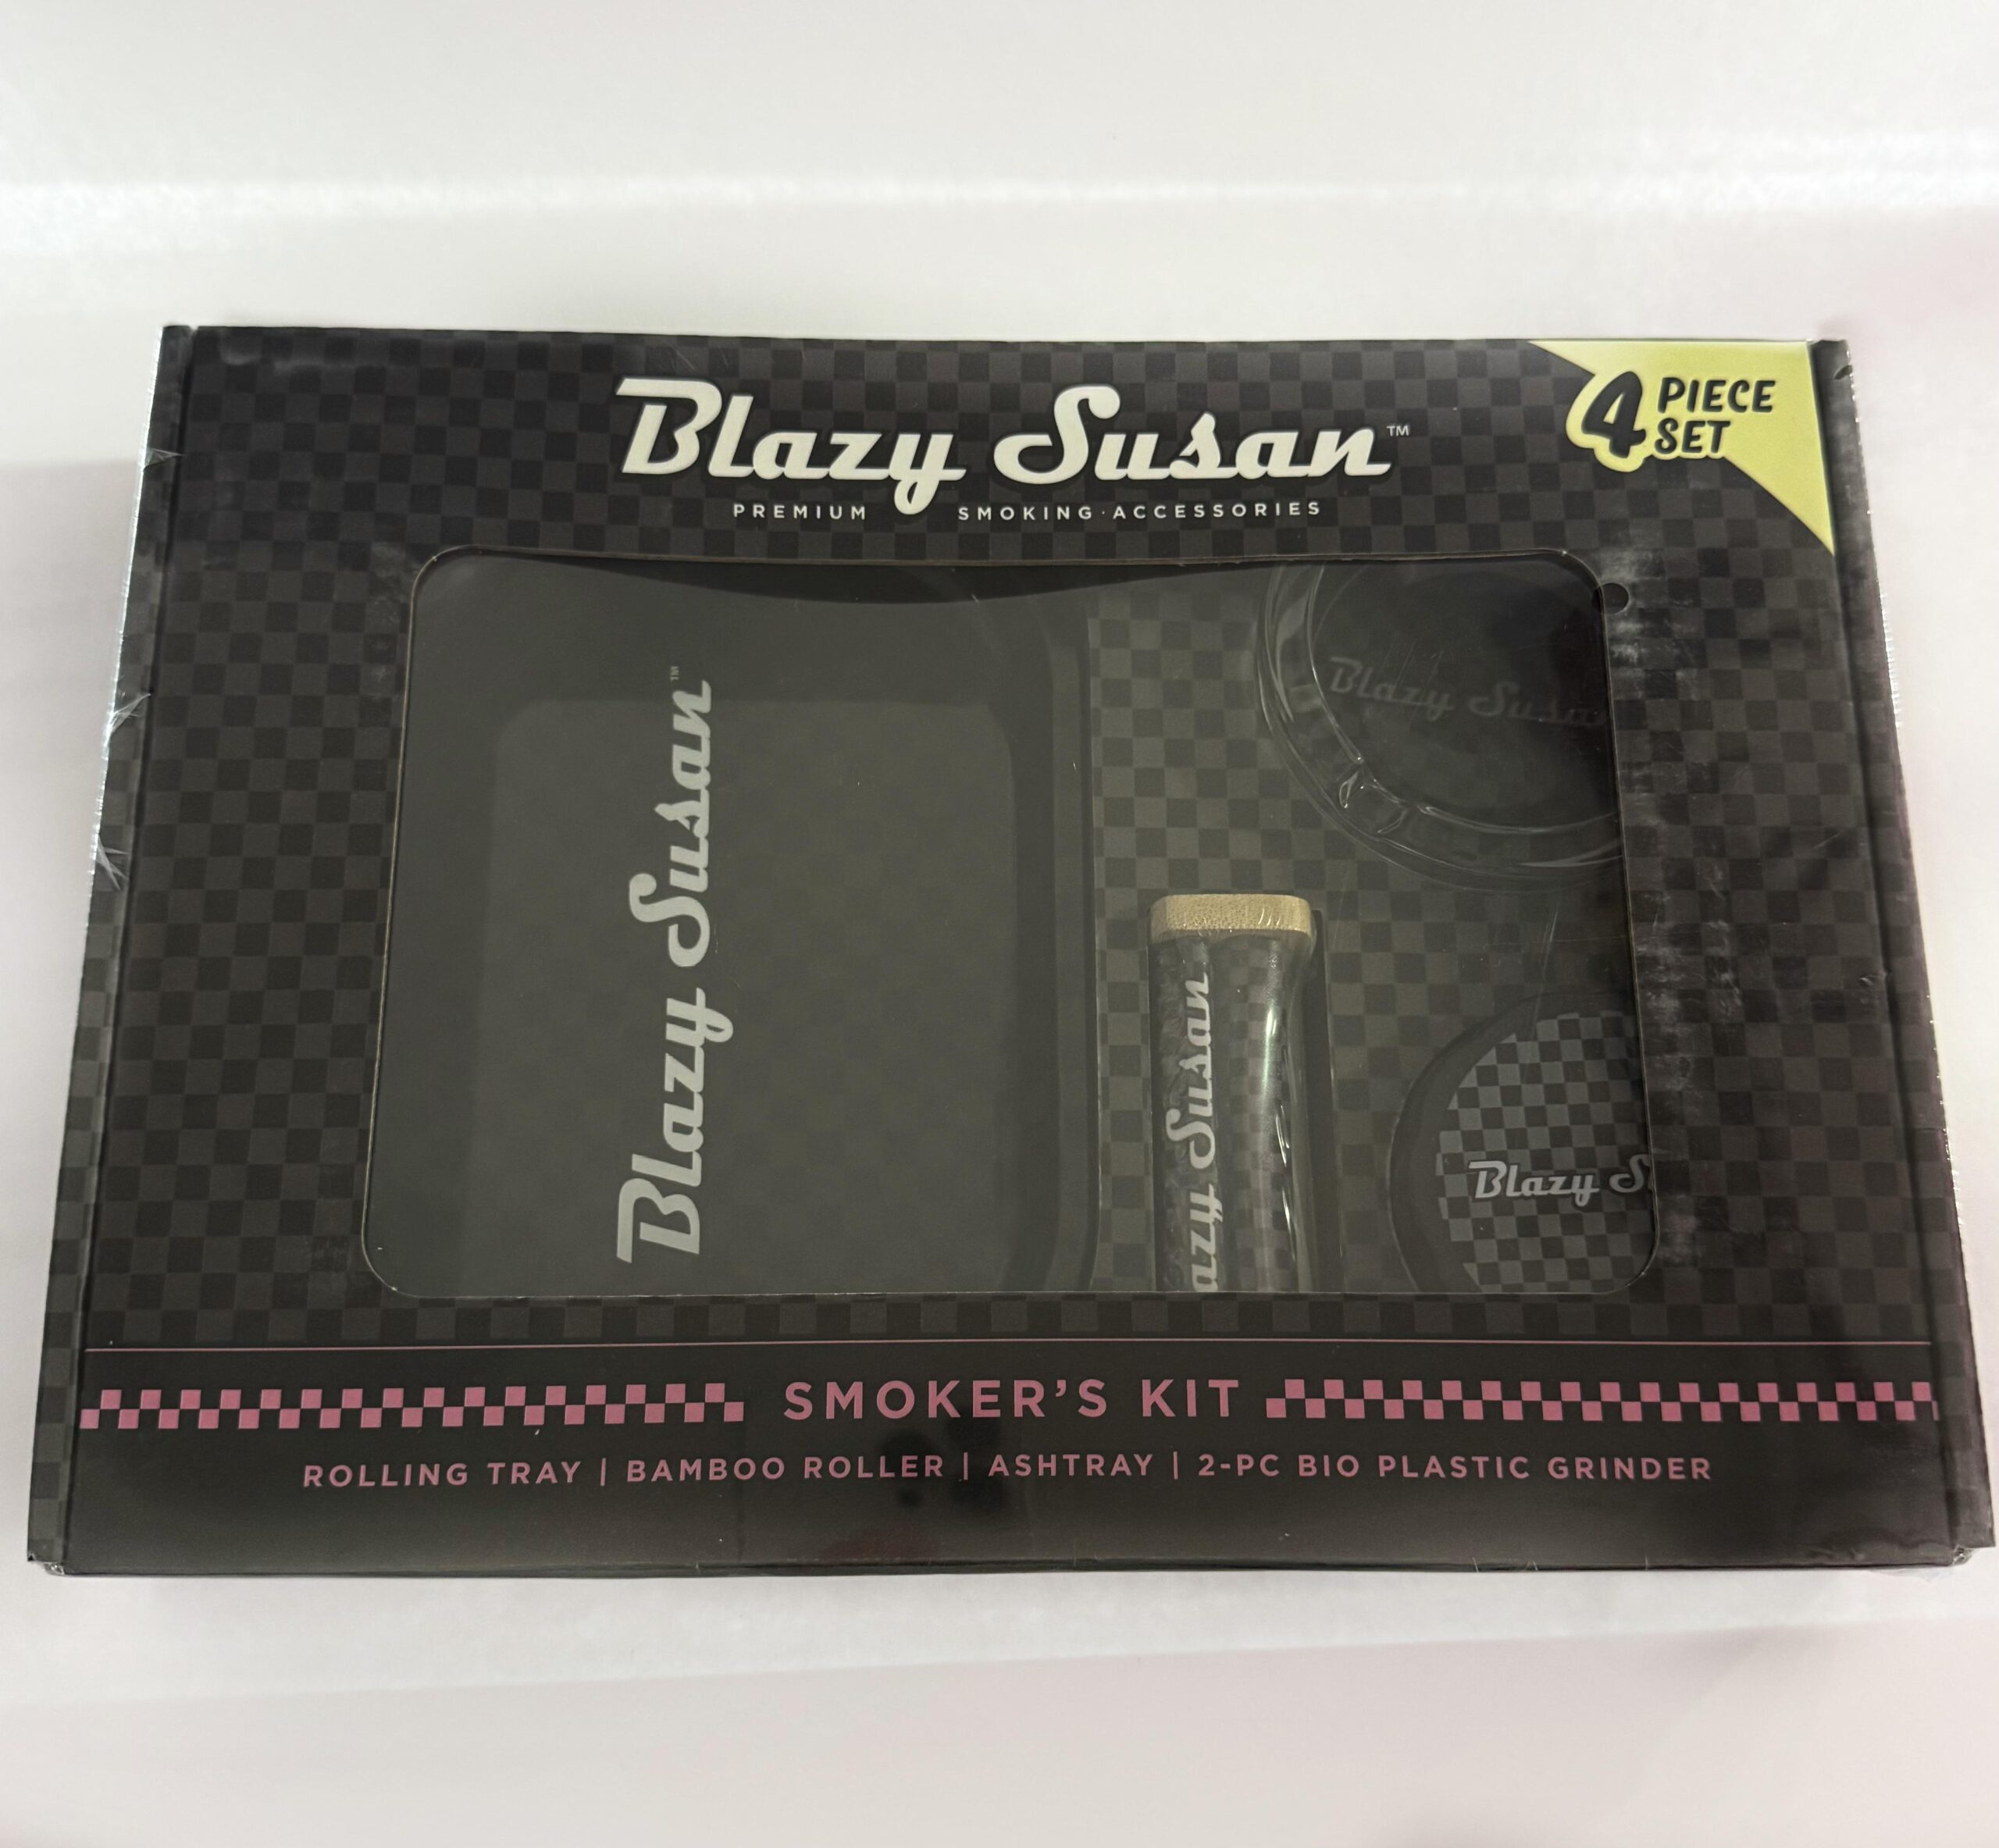 Blazy Susan™
PREMIUM SMOKING·ACCESSORIES
4 PIECE
SET
Blazy Susan™
Blazy Susan
Blazy Susan
Blazy
SMOKER'S KIT
ROLLING TRAY | BAMBOO ROLLER | ASHTRAY | 2-PC BIO PLASTIC GRINDER